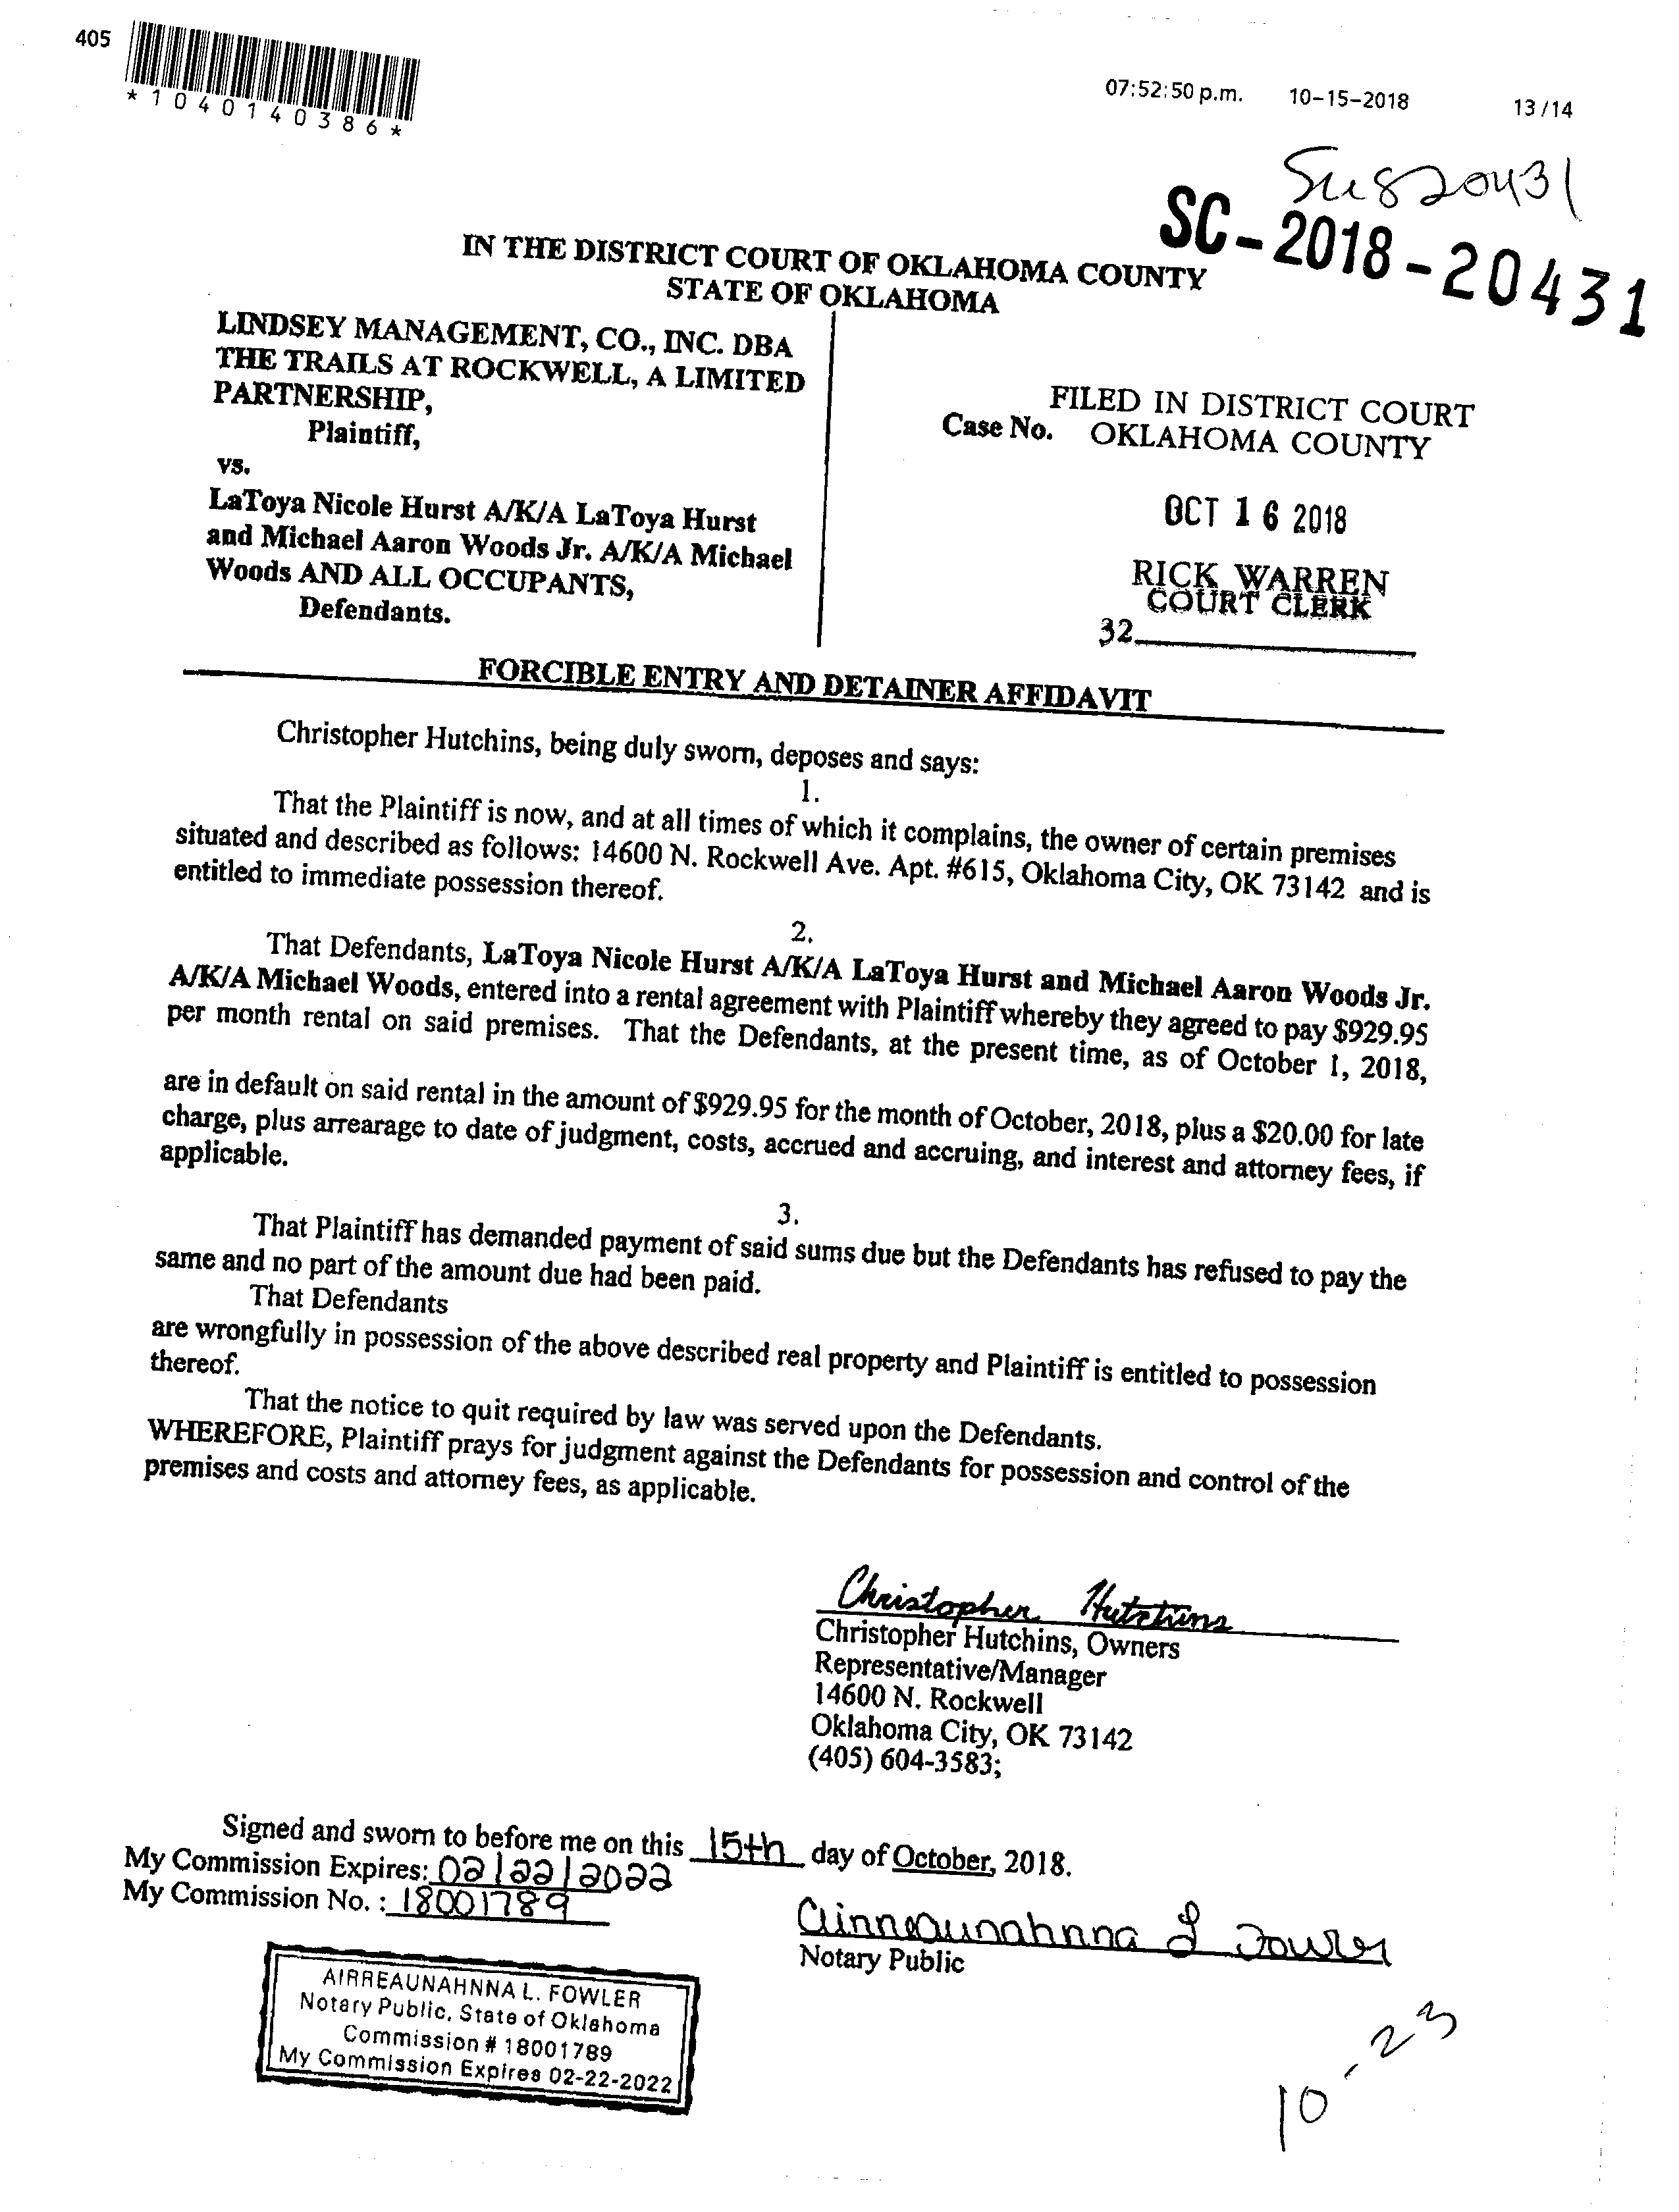 405
*1040140386*
07:52:50 p.m. 10-15-2018 13/14
SC-2018-20431
IN THE DISTRICT COURT OF OKLAHOMA COUNTY
STATE OF OKLAHOMA
LINDSEY MANAGEMENT, CO., INC. DBA
THE TRAILS AT ROCKWELL, A LIMITED
PARTNERSHIP,
Plaintiff,
vs.
LaToya Nicole Hurst A/K/A LaToya Hurst
and Michael Aaron Woods Jr. A/K/A Michael
Woods AND ALL OCCUPANTS,
Defendants.
FILED IN DISTRICT COURT
Case No. OKLAHOMA COUNTY
OCT 16 2018
RICK WARREN
COURT CLERK
32
FORCIBLE ENTRY AND DETAINER AFFIDAVIT
Christopher Hutchins, being duly sworn, deposes and says:
1.
That the Plaintiff is now, and at all times of which it complains, the owner of certain premises
situated and described as follows: 14600 N. Rockwell Ave. Apt. #615, Oklahoma City, OK 73142 and is
entitled to immediate possession thereof.
2.
That Defendants, LaToya Nicole Hurst A/K/A LaToya Hurst and Michael Aaron Woods Jr.
A/K/A Michael Woods, entered into a rental agreement with Plaintiff whereby they agreed to pay $929.95
per month rental on said premises. That the Defendants, at the present time, as of October 1, 2018,
are in default on said rental in the amount of $929.95 for the month of October, 2018, plus a $20.00 for late
charge, plus arrearage to date of judgment, costs, accrued and accruing, and interest and attorney fees, if
applicable.
3.
That Plaintiff has demanded payment of said sums due but the Defendants has refused to pay the
same and no part of the amount due had been paid.
That Defendants
are wrongfully in possession of the above described real property and Plaintiff is entitled to possession
thereof.
That the notice to quit required by law was served upon the Defendants.
WHEREFORE, Plaintiff prays for judgment against the Defendants for possession and control of the
premises and costs and attorney fees, as applicable.
Christopher Hutchins
Christopher Hutchins, Owners
Representative/Manager
14600 N. Rockwell
Oklahoma City, OK 73142
(405) 604-3583;
Signed and sworn to before me on this 15th day of October, 2018.
My Commission Expires: 02/22/2022
My Commission No. : 18001789
Airreaunahnna L Fowler
Notary Public
AIRREAUNAHNNA L. FOWLER
Notary Public, State of Oklahoma
Commission # 18001789
My Commission Expires 02-22-2022
10-23